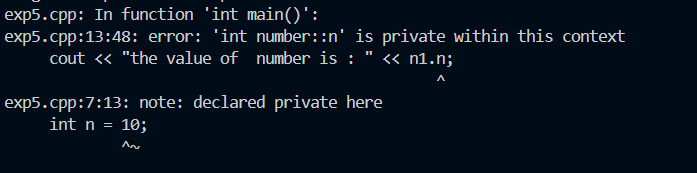 exp5.cpp: In function 'int main()':
exp5.cpp:13:48: error: 'int number::n' is private within this context
     cout << "the value of  number is : " << n1.n;
                                                ^
exp5.cpp:7:13: note: declared private here
     int n = 10;
             ^~